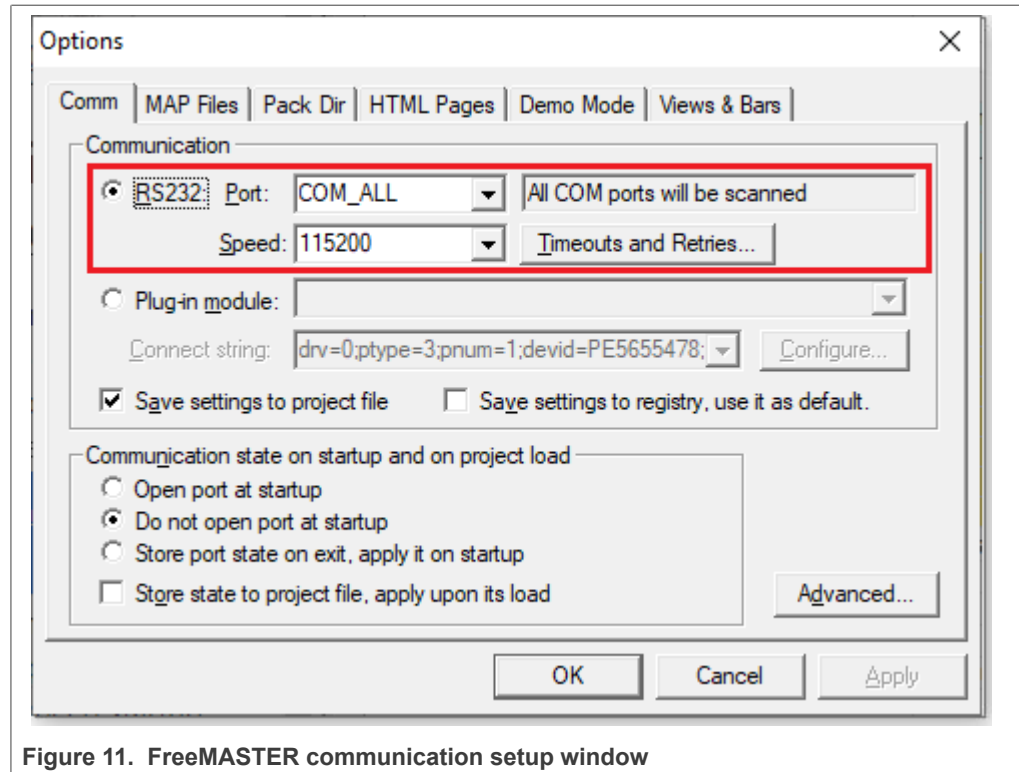 Options
Comm MAP Files Pack Dir HTML Pages Demo Mode Views & Bars
Communication
RS232: Port: COM_ALL All COM ports will be scanned
Speed: 115200 Timeouts and Retries...
Plug-in module:
Connect string: drv=0;ptype=3;pnum=1;devid=PE5655478; Configure...
Save settings to project file Save settings to registry, use it as default.
Communication state on startup and on project load
Open port at startup
Do not open port at startup
Store port state on exit, apply it on startup
Store state to project file, apply upon its load Advanced...
OK Cancel Apply
Figure 11. FreeMASTER communication setup window